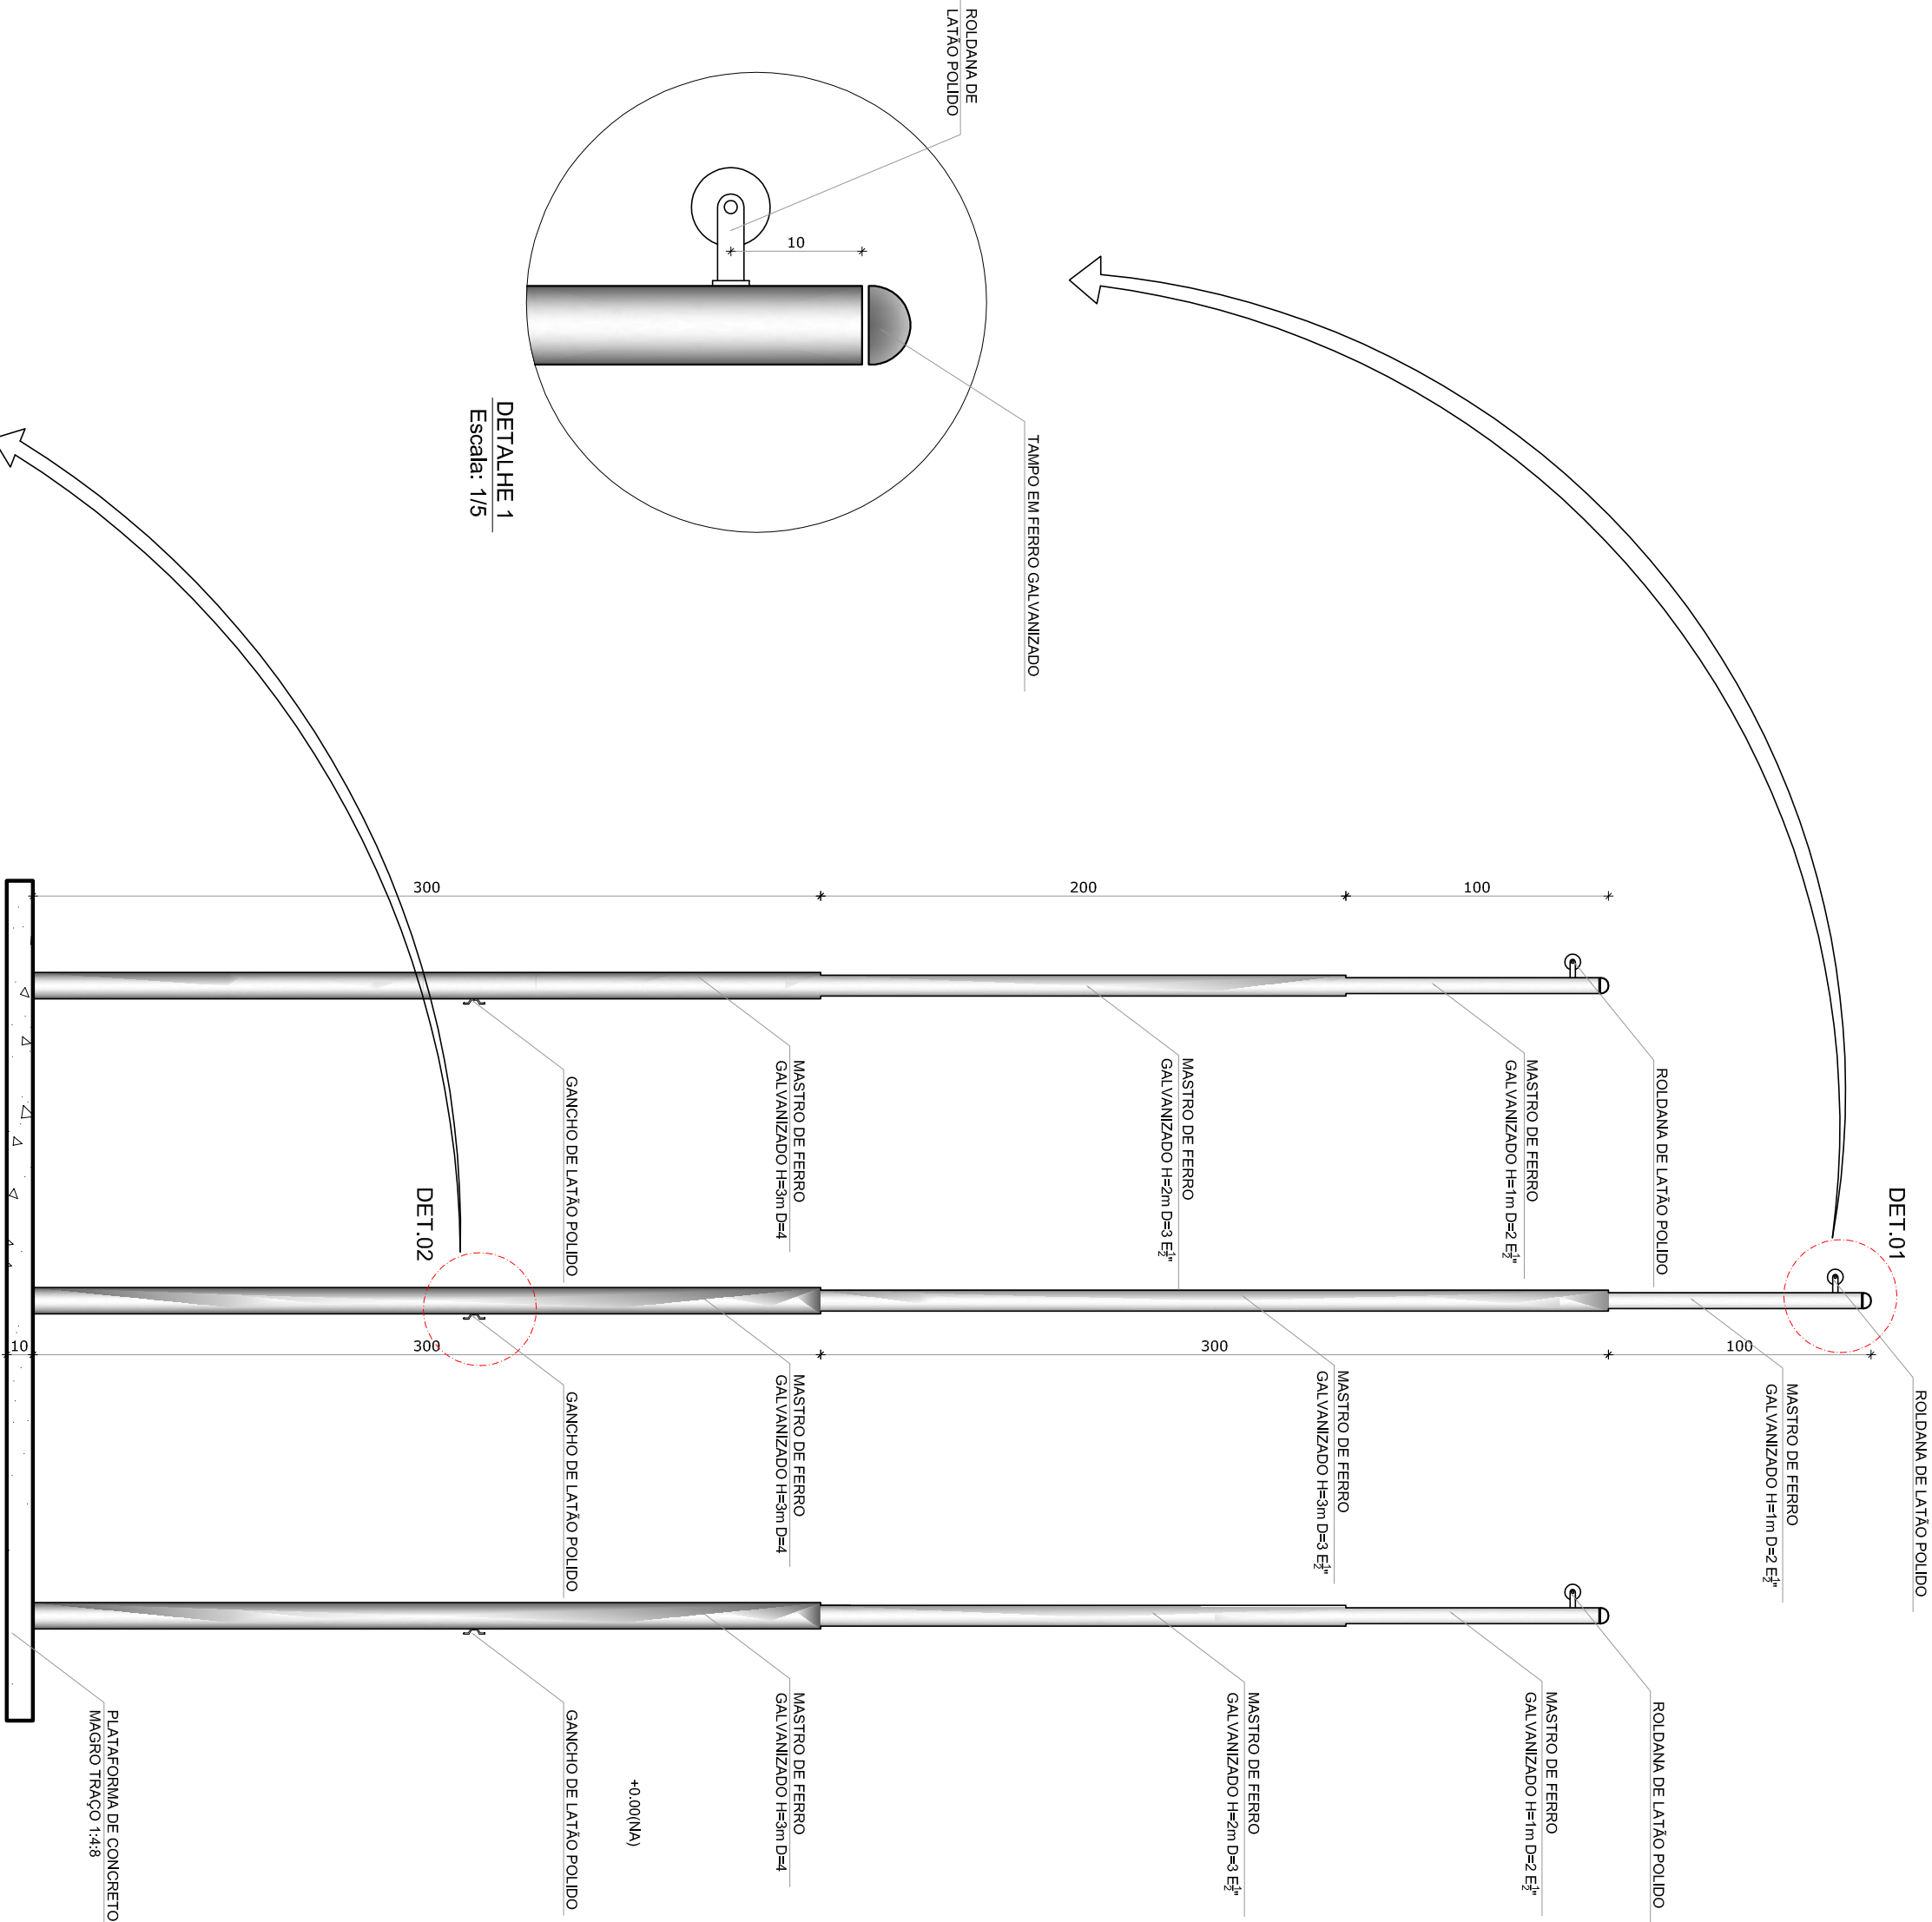 ROLDANA DE
LATÃO POLIDO
10
TAMPO EM FERRO GALVANIZADO
DETALHE 1
Escala: 1/5
DET.01
DET.02
300
200
100
ROLDANA DE LATÃO POLIDO
MASTRO DE FERRO
GALVANIZADO H=1m D=2 E½"
MASTRO DE FERRO
GALVANIZADO H=2m D=3 E½"
MASTRO DE FERRO
GALVANIZADO H=3m D=4
GANCHO DE LATÃO POLIDO
10
300
300
100
ROLDANA DE LATÃO POLIDO
MASTRO DE FERRO
GALVANIZADO H=1m D=2 E½"
MASTRO DE FERRO
GALVANIZADO H=3m D=3 E½"
MASTRO DE FERRO
GALVANIZADO H=3m D=4
GANCHO DE LATÃO POLIDO
ROLDANA DE LATÃO POLIDO
MASTRO DE FERRO
GALVANIZADO H=1m D=2 E½"
MASTRO DE FERRO
GALVANIZADO H=2m D=3 E½"
MASTRO DE FERRO
GALVANIZADO H=3m D=4
+0.00(NA)
GANCHO DE LATÃO POLIDO
PLATAFORMA DE CONCRETO
MAGRO TRAÇO 1:4:8